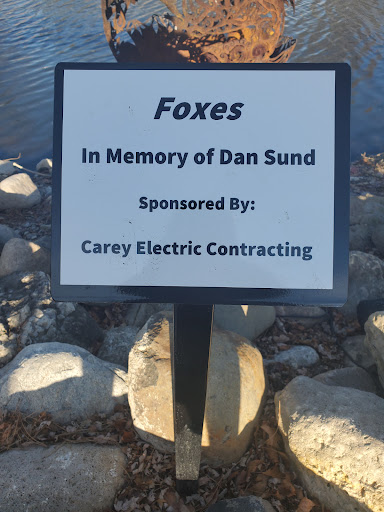 Foxes
In Memory of Dan Sund
Sponsored By:
Carey Electric Contracting